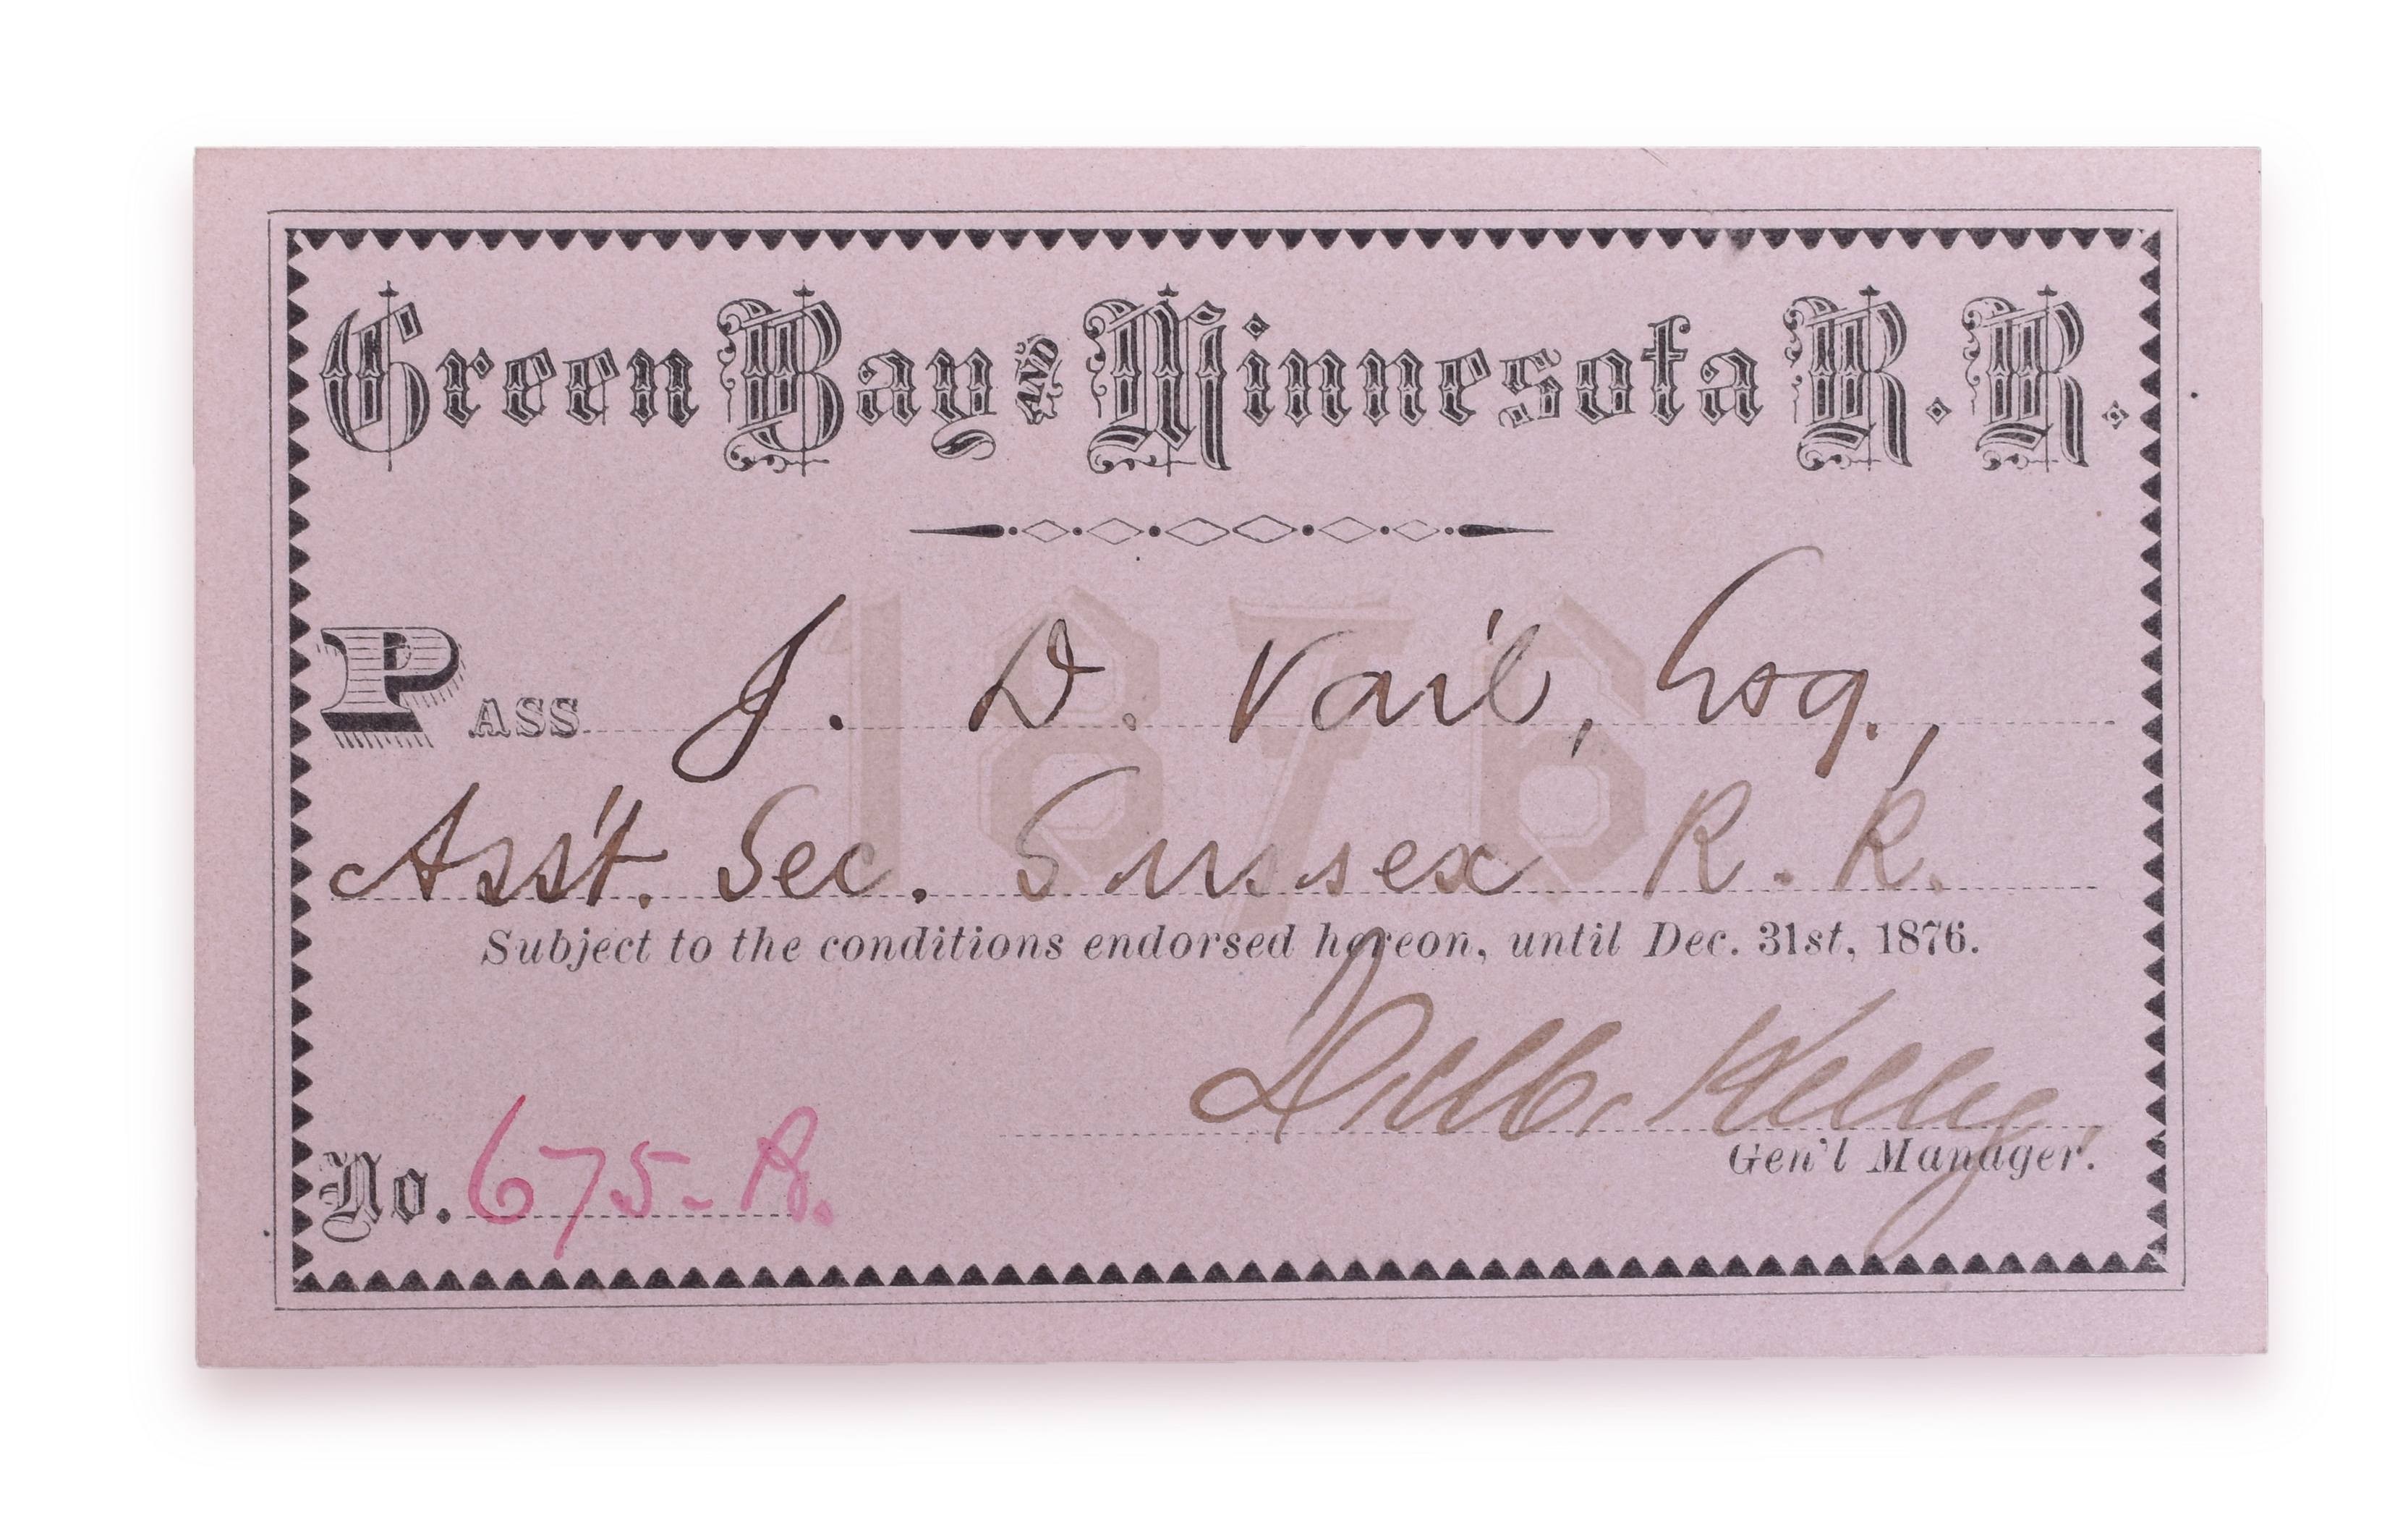 Green Bay AND Minnesota R. R.
1876
PASS J. D. Vail, Esq.,
Ass't. Sec. Sussex R. R.
Subject to the conditions endorsed hereon, until Dec. 31st, 1876.
Kelly,
No. 675-
Gen'l Manager.